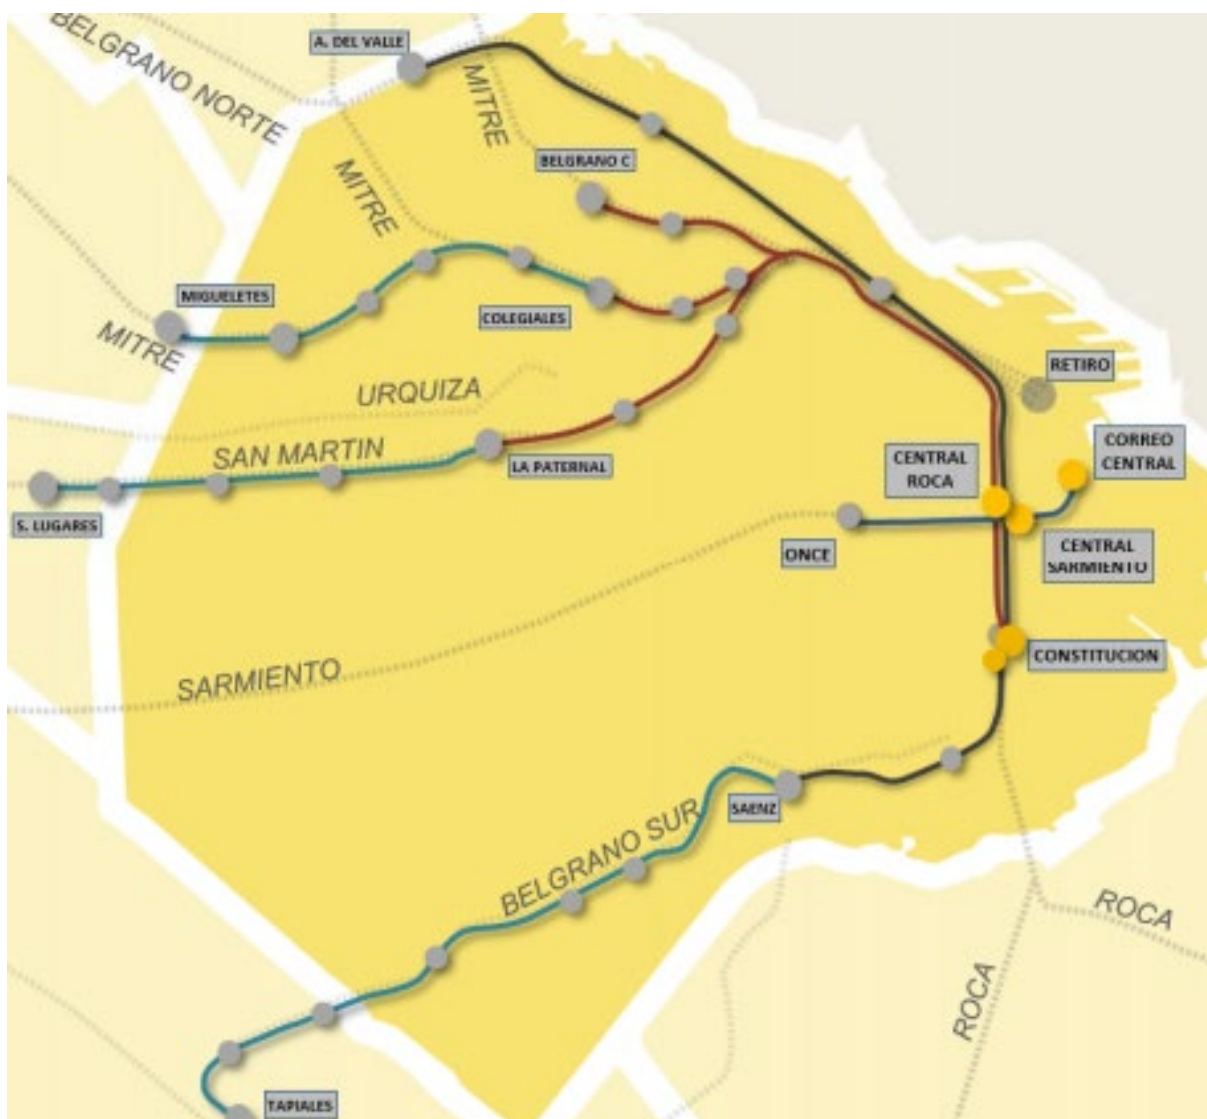 BELGRANO NORTE
A. DEL VALLE
MITRE
BELGRANO C
MITRE
MIGUELETES
COLEGIALES
MITRE
RETIRO
URQUIZA
SAN MARTIN
LA PATERNAL
CENTRAL
ROCA
CORREO
CENTRAL
S. LUGARES
ONCE
CENTRAL
SARMIENTO
CONSTITUCION
SARMIENTO
SAENZ
BELGRANO SUR
ROCA
ROCA
TAPIALES